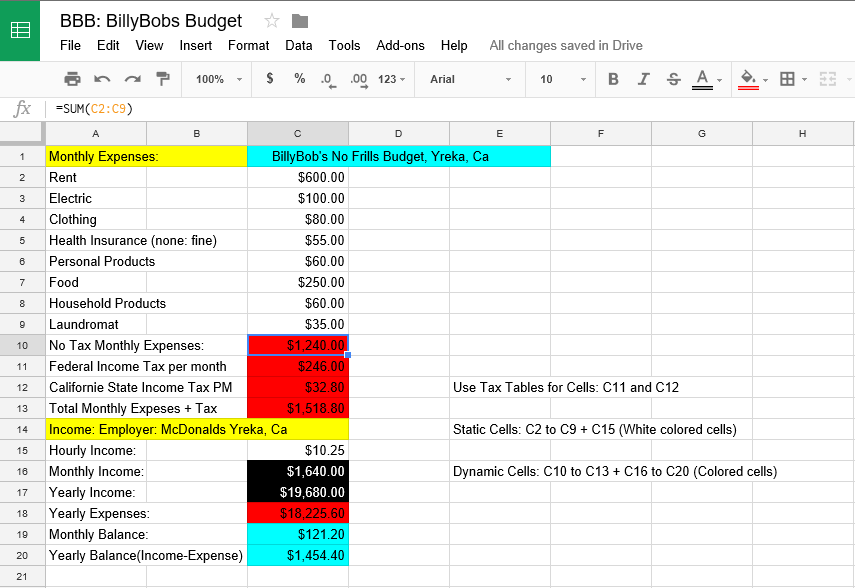 BBB: BillyBobs Budget
File Edit View Insert Format Data Tools Add-ons Help All changes saved in Drive
100% $ % .0 .00 123 Arial 10 B I S A
fx =SUM(C2:C9)
A B C D E F G H
1 Monthly Expenses: BillyBob's No Frills Budget, Yreka, Ca
2 Rent $600.00
3 Electric $100.00
4 Clothing $80.00
5 Health Insurance (none: fine) $55.00
6 Personal Products $60.00
7 Food $250.00
8 Household Products $60.00
9 Laundromat $35.00
10 No Tax Monthly Expenses: $1,240.00
11 Federal Income Tax per month $246.00
12 Californie State Income Tax PM $32.80 Use Tax Tables for Cells: C11 and C12
13 Total Monthly Expeses + Tax $1,518.80
14 Income: Employer: McDonalds Yreka, Ca Static Cells: C2 to C9 + C15 (White colored cells)
15 Hourly Income: $10.25
16 Monthly Income: $1,640.00 Dynamic Cells: C10 to C13 + C16 to C20 (Colored cells)
17 Yearly Income: $19,680.00
18 Yearly Expenses: $18,225.60
19 Monthly Balance: $121.20
20 Yearly Balance(Income-Expense) $1,454.40
21